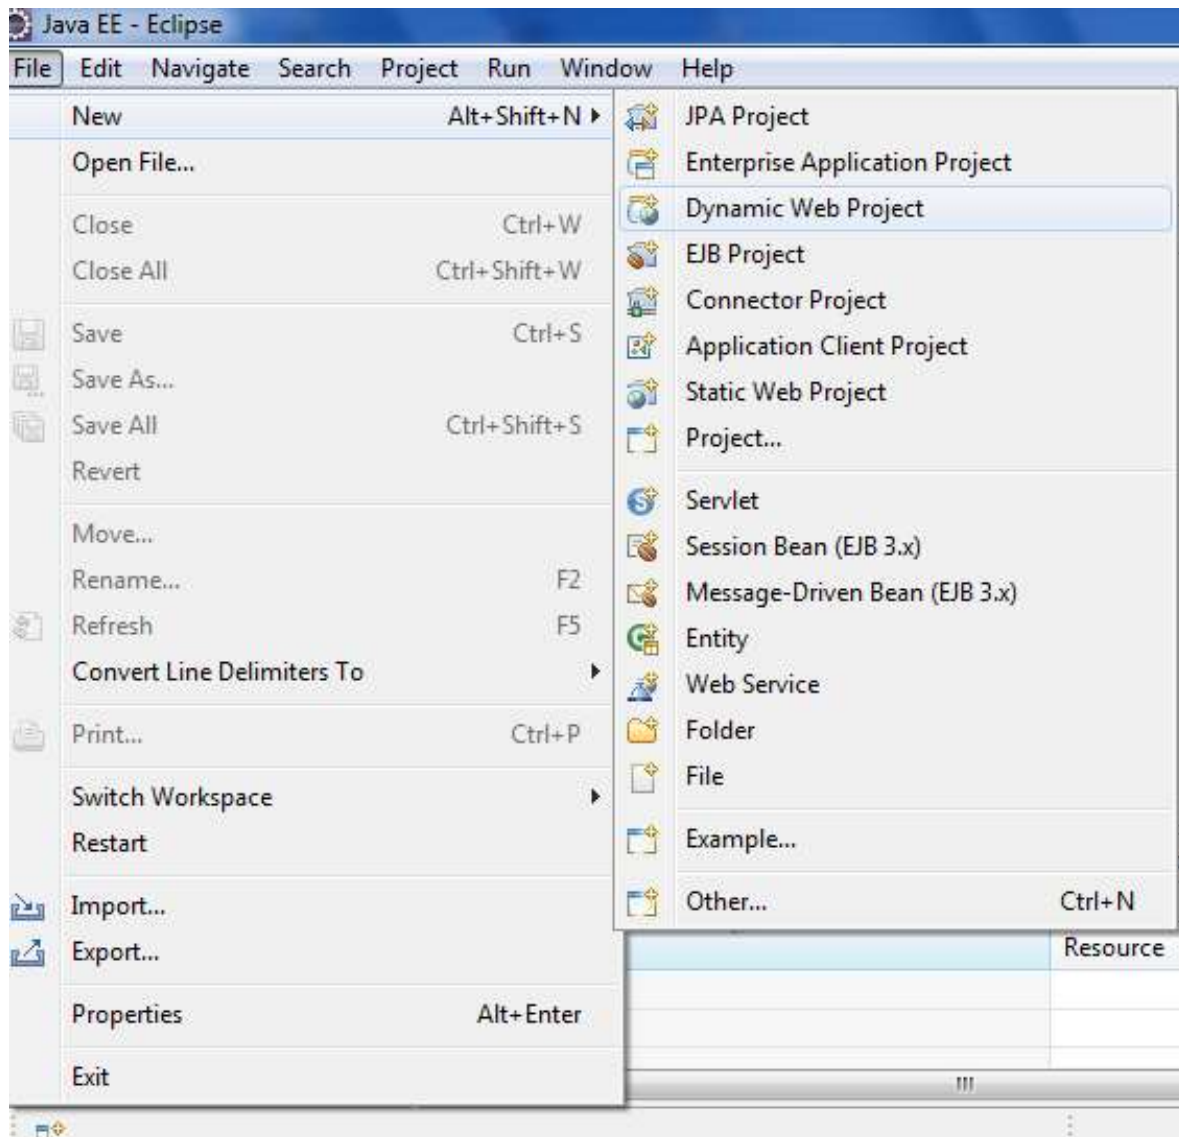 Java EE - Eclipse
File Edit Navigate Search Project Run Window Help
New Alt+Shift+N
Open File...
Close Ctrl+W
Close All Ctrl+Shift+W
Save Ctrl+S
Save As...
Save All Ctrl+Shift+S
Revert
Move...
Rename... F2
Refresh F5
Convert Line Delimiters To
Print... Ctrl+P
Switch Workspace
Restart
Import...
Export...
Properties Alt+Enter
Exit
JPA Project
Enterprise Application Project
Dynamic Web Project
EJB Project
Connector Project
Application Client Project
Static Web Project
Project...
Servlet
Session Bean (EJB 3.x)
Message-Driven Bean (EJB 3.x)
Entity
Web Service
Folder
File
Example...
Other... Ctrl+N
Resource